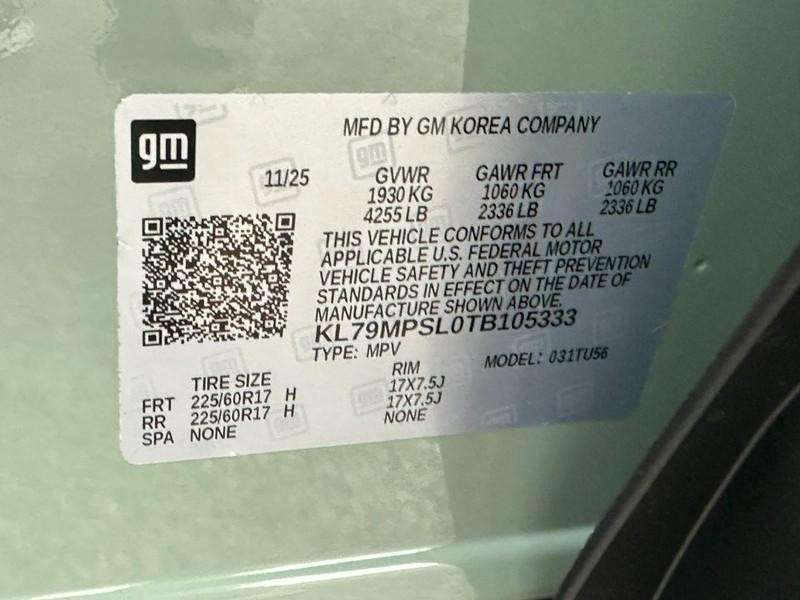 gm
MFD BY GM KOREA COMPANY
11/25 GVWR GAWR FRT GAWR RR
1930 KG 1060 KG 1060 KG
4255 LB 2336 LB 2336 LB
THIS VEHICLE CONFORMS TO ALL
APPLICABLE U.S. FEDERAL MOTOR
VEHICLE SAFETY AND THEFT PREVENTION
STANDARDS IN EFFECT ON THE DATE OF
MANUFACTURE SHOWN ABOVE.
KL79MPSL0TB105333
TYPE: MPV MODEL: 031TU56
TIRE SIZE RIM
FRT 225/60R17 H 17X7.5J
RR 225/60R17 H 17X7.5J
SPA NONE NONE